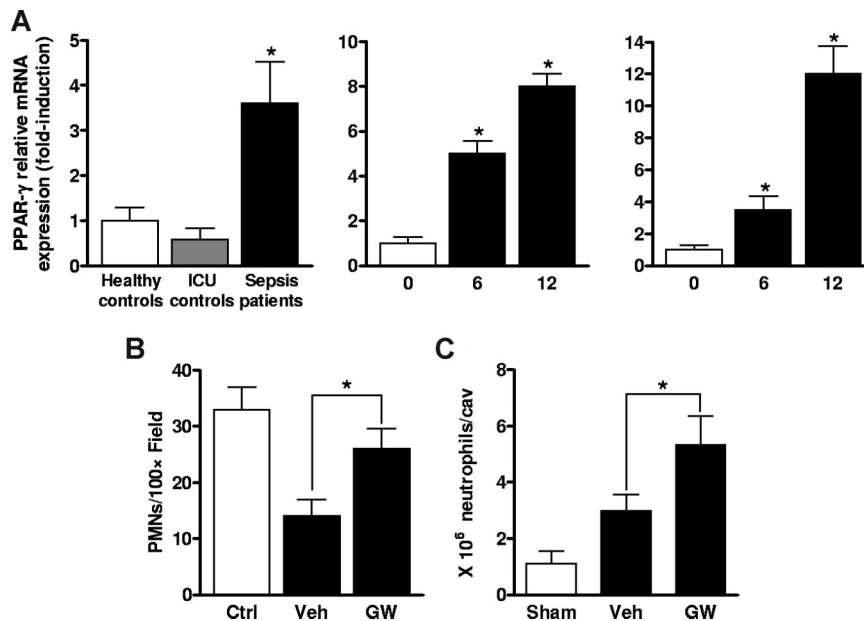 A
PPAR-γ relative mRNA
expression (fold-induction)
5
4
3
2
1
0
*
Healthy
controls
ICU
controls
Sepsis
patients
10
8
6
4
2
0
*
*
0 6 12
14
12
10
8
6
4
2
0
*
*
0 6 12
B
PMNs/100× Field
40
30
20
10
0
*
Ctrl Veh GW
C
X 10⁶ neutrophils/cav
8
6
4
2
0
*
Sham Veh GW